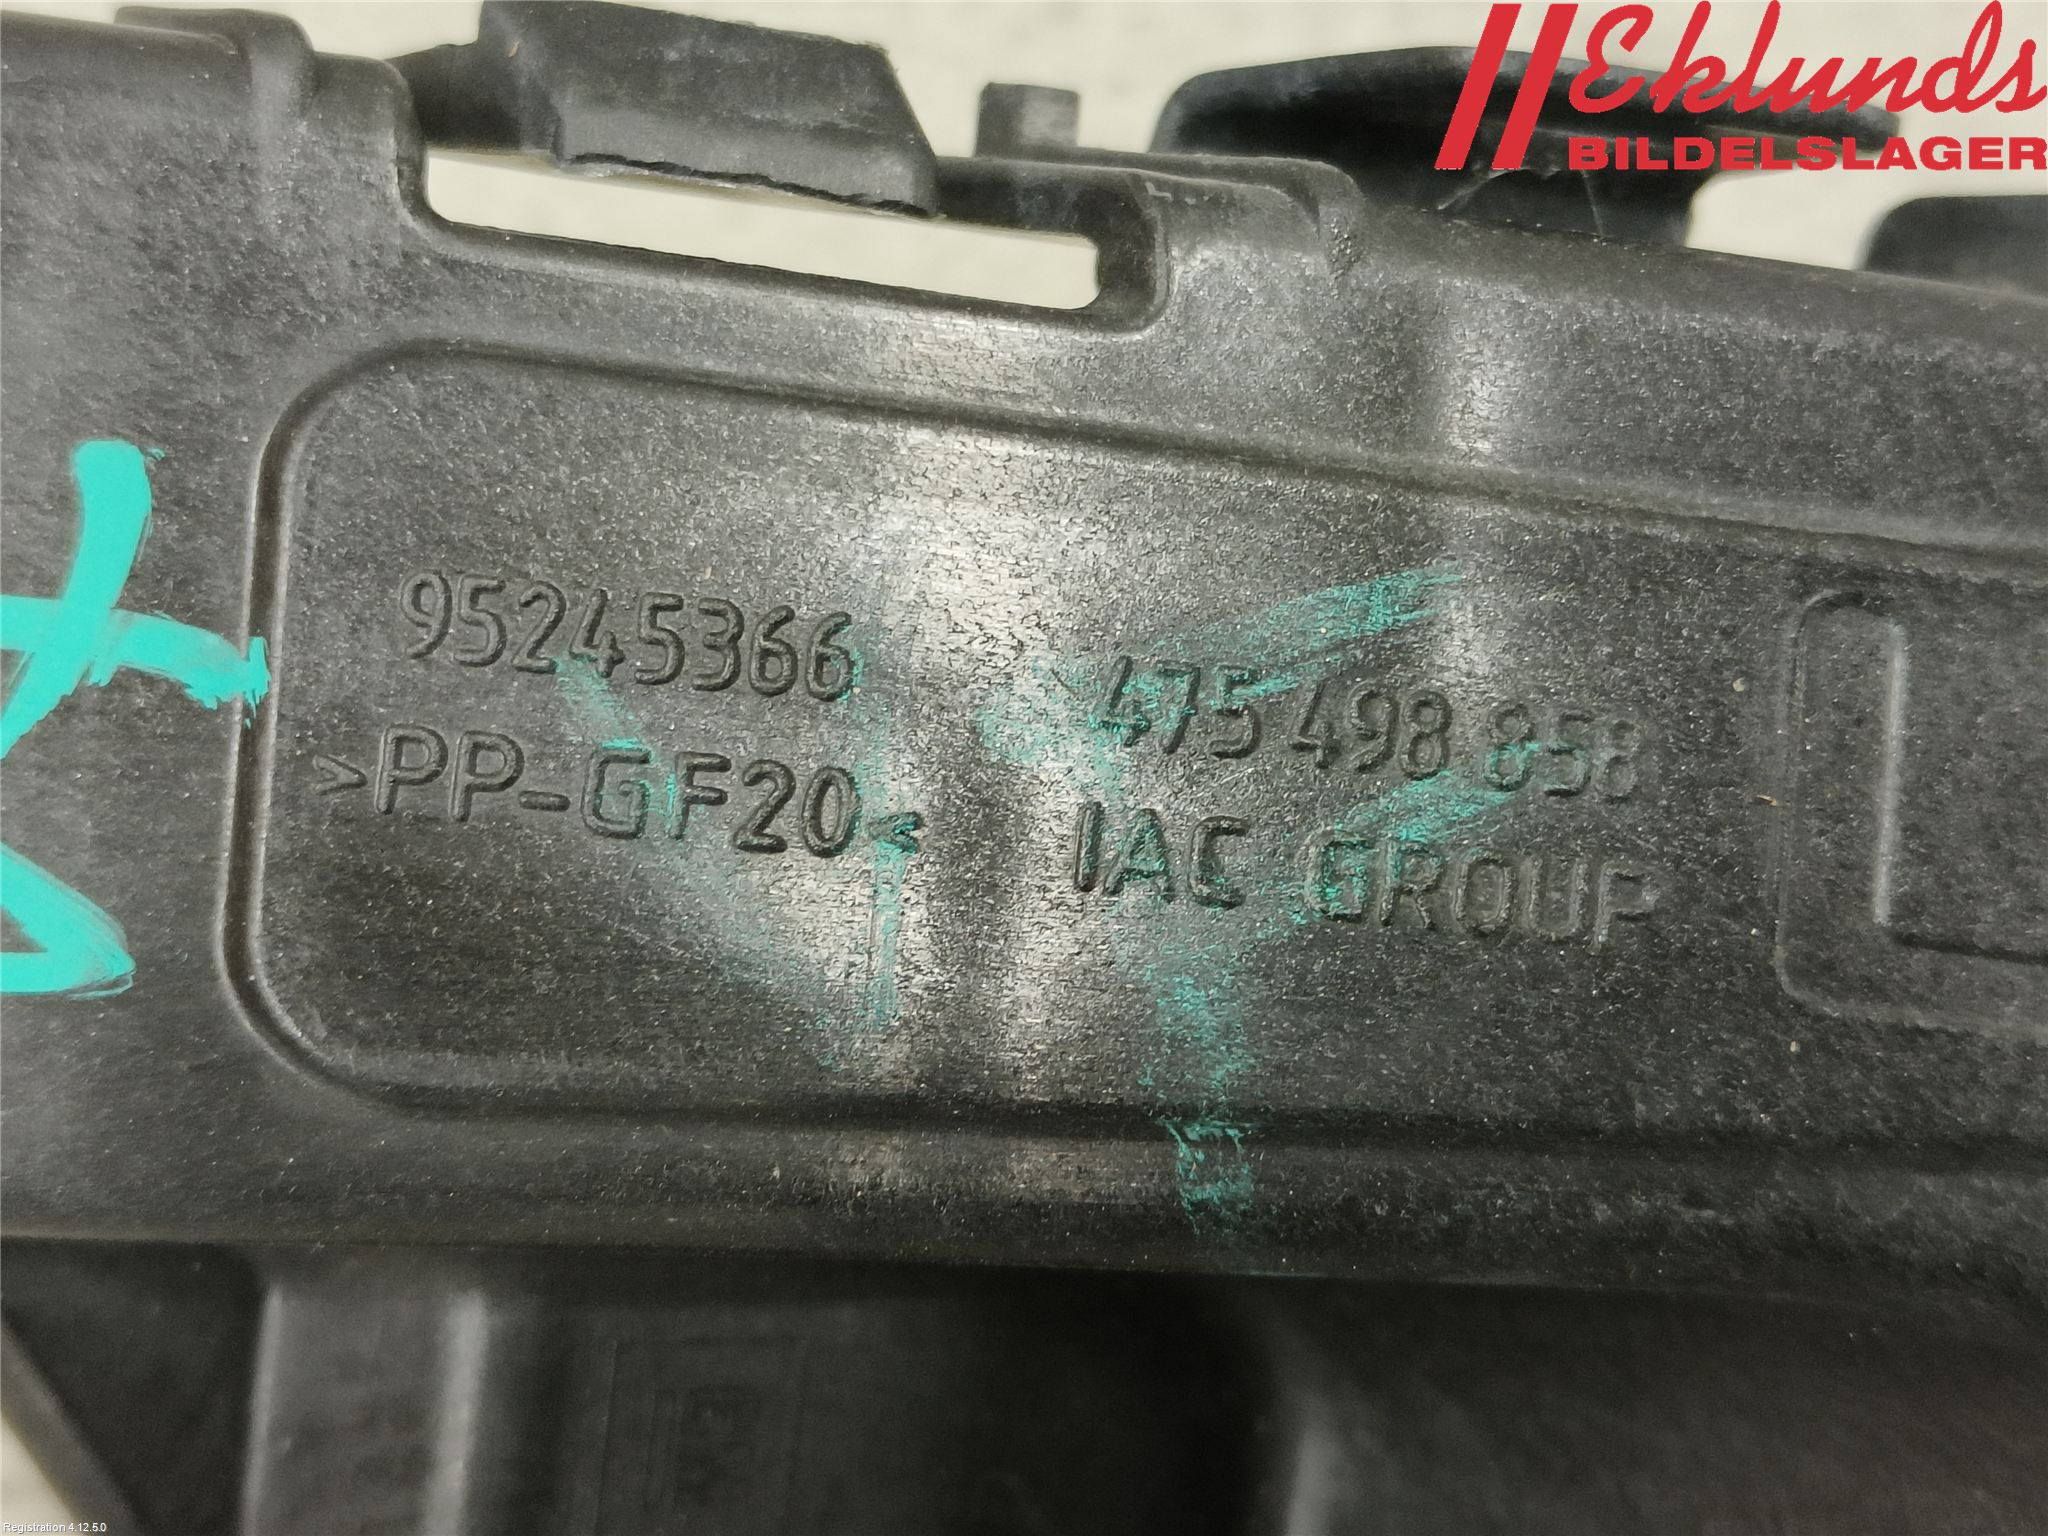 Eklunds
BILDELSLAGER
95245366
>PP-GF20<
475 498 858
IAC GROUP
Registration 4.12.5.0